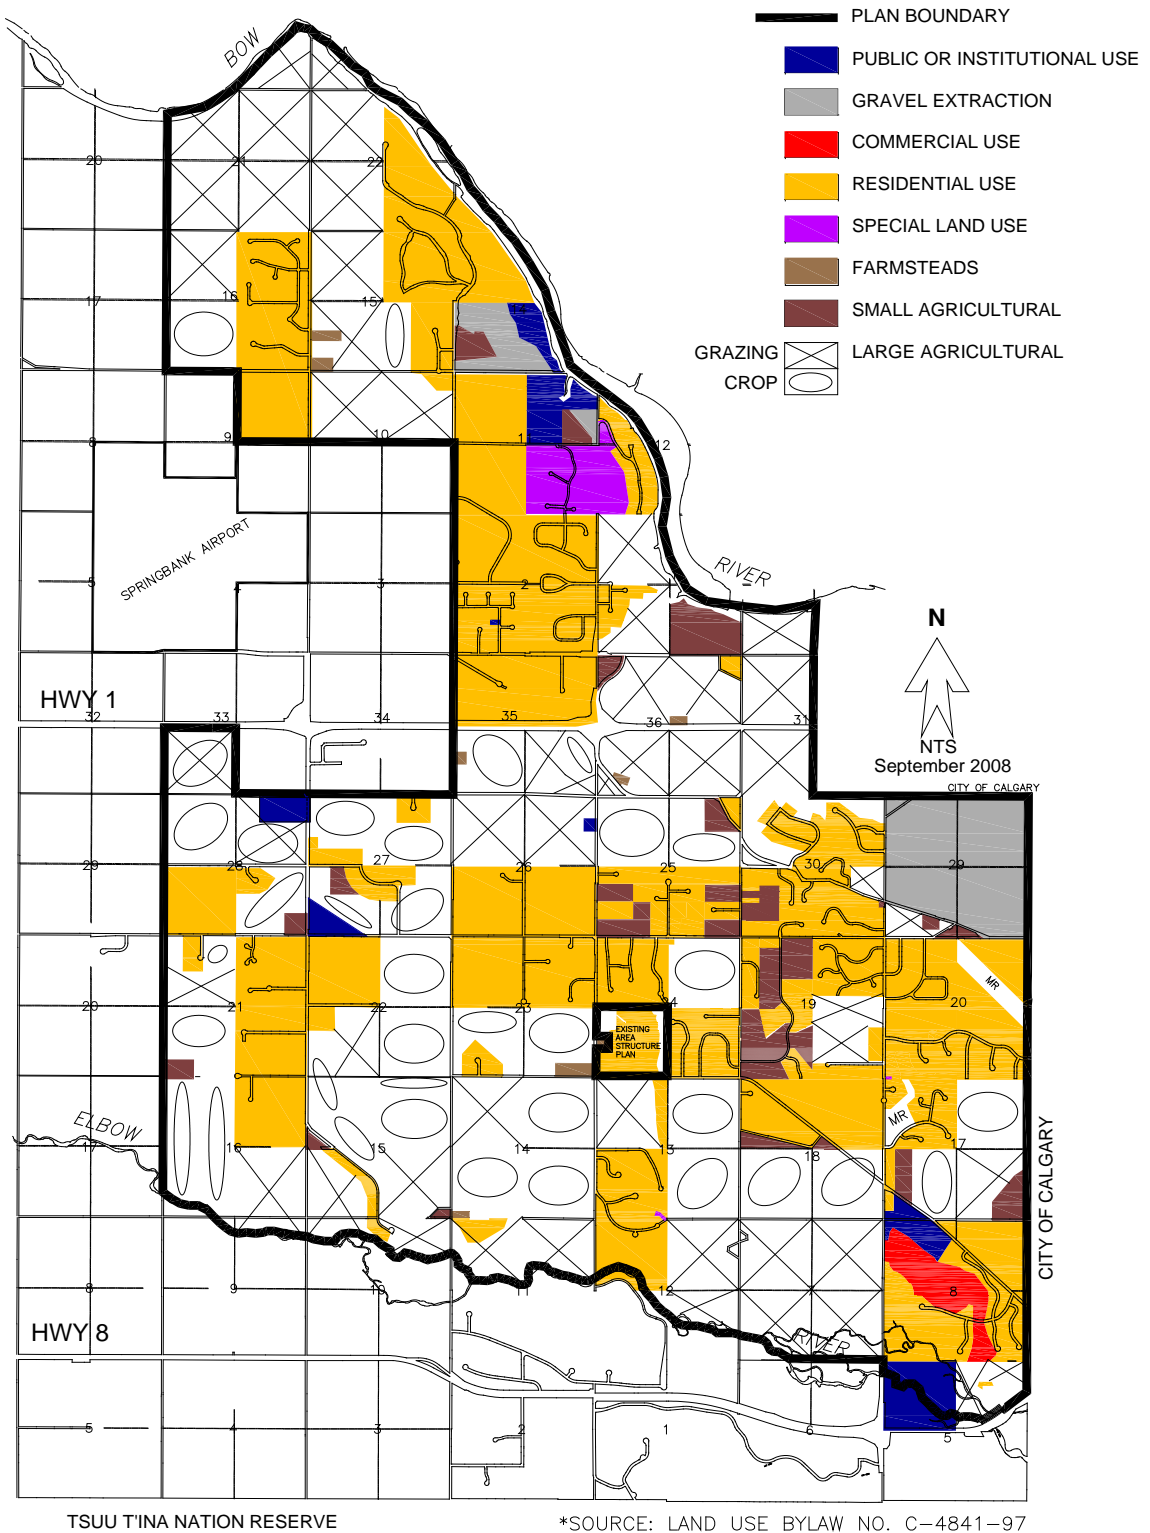 PLAN BOUNDARY
PUBLIC OR INSTITUTIONAL USE
GRAVEL EXTRACTION
COMMERCIAL USE
RESIDENTIAL USE
SPECIAL LAND USE
FARMSTEADS
SMALL AGRICULTURAL
GRAZING
LARGE AGRICULTURAL
CROP
BOW
20
21
22
17
16
15
14
8
9
10
1
12
SPRINGBANK AIRPORT
5
4
3
2
RIVER
N
NTS
September 2008
CITY OF CALGARY
HWY 1
32
33
34
35
36
31
29
28
27
26
25
30
29
20
21
22
23
24
19
20
MR
EXISTING
AREA
STRUCTURE
PLAN
MR
ELBOW
17
16
15
14
13
18
17
CITY OF CALGARY
8
9
10
11
12
7
8
RIVER
HWY 8
5
4
3
2
1
6
5
TSUU T'INA NATION RESERVE
*SOURCE: LAND USE BYLAW NO. C-4841-97